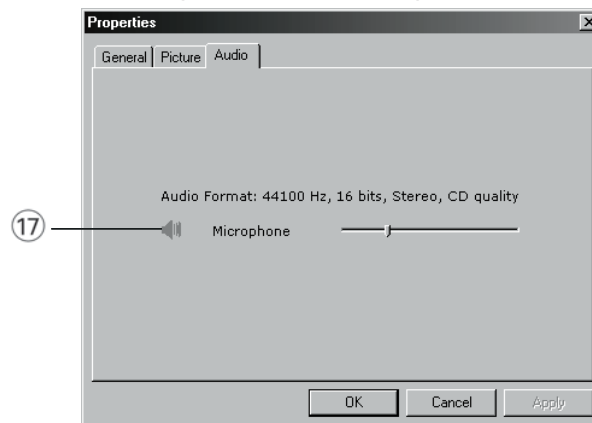 Properties
General Picture Audio
Audio Format: 44100 Hz, 16 bits, Stereo, CD quality
17 Microphone
OK Cancel Apply